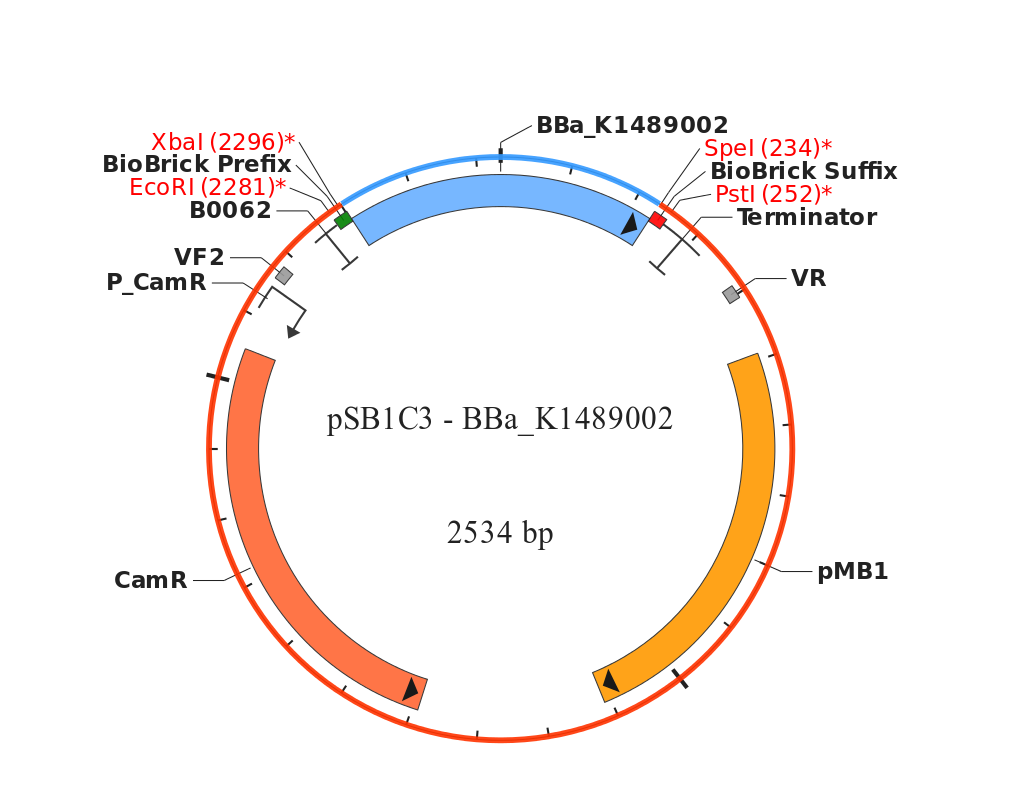 BBa_K1489002
XbaI (2296)*
SpeI (234)*
BioBrick Prefix
BioBrick Suffix
EcoRI (2281)*
PstI (252)*
B0062
Terminator
VF2
VR
P_CamR
pSB1C3 - BBa_K1489002
2534 bp
pMB1
CamR